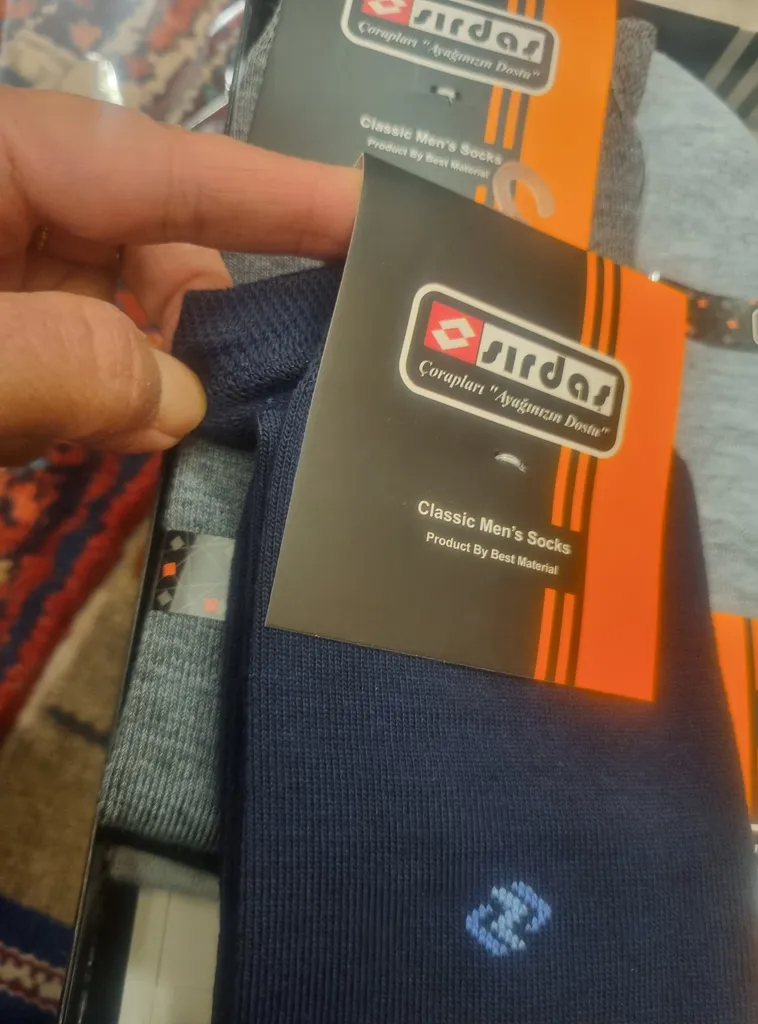 sırdaş
Çorapları "Ayağınızın Dostu"
Classic Men's Socks
Product By Best Material
sırdaş
Çorapları "Ayağınızın Dostu"
Classic Men's Socks
Product By Best Material